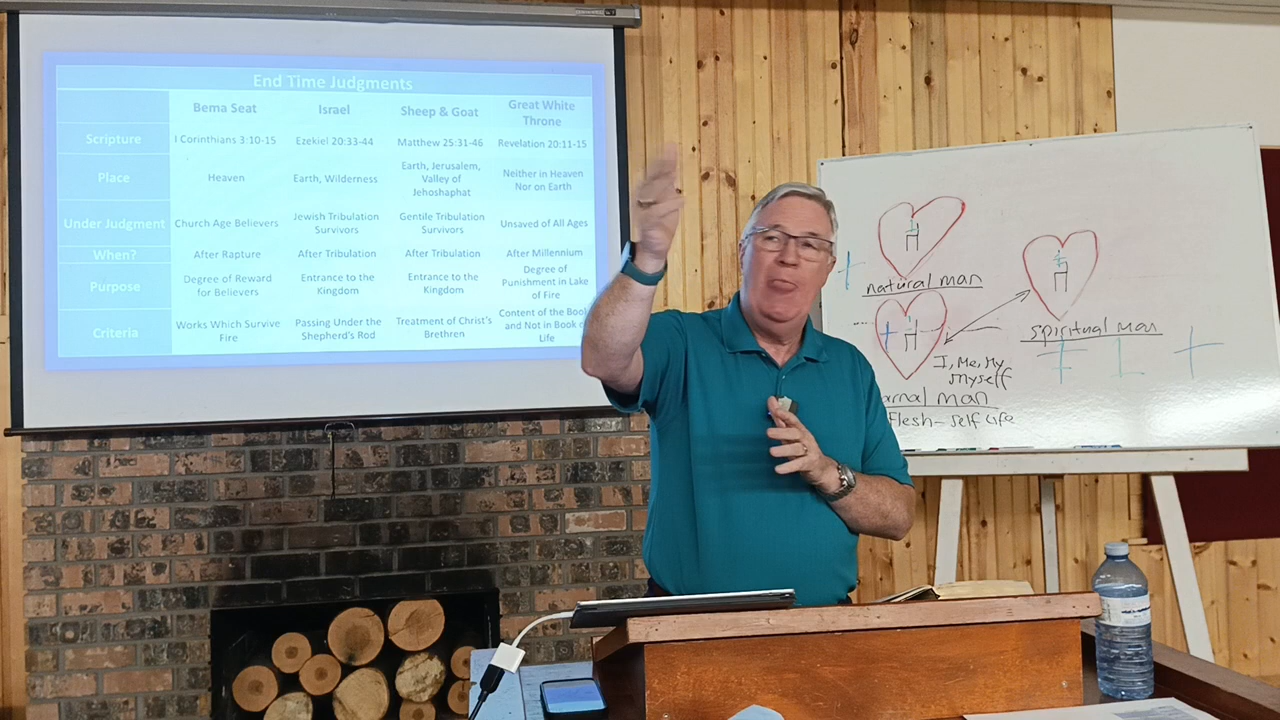 End Time Judgments
Bema Seat Israel Sheep & Goat Great White
Throne
Scripture I Corinthians 3:10-15 Ezekiel 20:33-44 Matthew 25:31-46 Revelation 20:11-15
Place Heaven Earth, Wilderness Earth, Jerusalem,
Valley of
Jehoshaphat Neither in Heaven
Nor on Earth
Under Judgment Church Age Believers Jewish Tribulation
Survivors Gentile Tribulation
Survivors Unsaved of All Ages
When? After Rapture After Tribulation After Tribulation After Millennium
Purpose Degree of Reward
for Believers Entrance to the
Kingdom Entrance to the
Kingdom Degree of
Punishment in Lake
of Fire
Criteria Works Which Survive
Fire Passing Under the
Shepherd's Rod Treatment of Christ's
Brethren Content of the Book
and Not in Book
Life
natural man
spiritual man
I, Me, My
Myself
arnal man
Flesh - Self Life